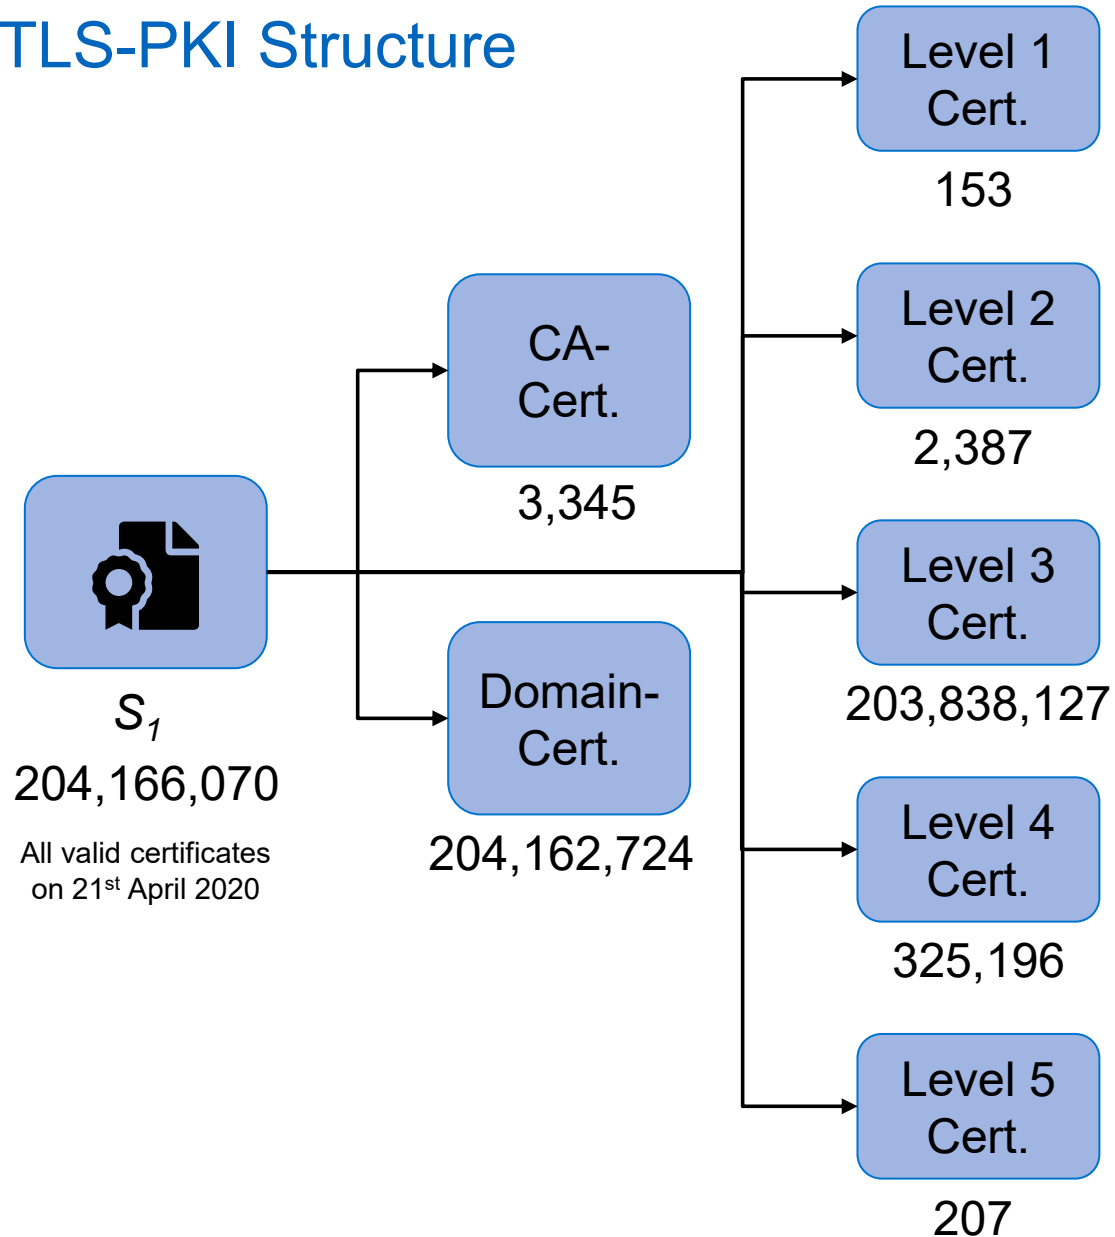 TLS-PKI Structure
Level 1
Cert.
153
Level 2
Cert.
2,387
CA-
Cert.
3,345
Level 3
Cert.
203,838,127
S1
204,166,070
All valid certificates
on 21st April 2020
Domain-
Cert.
204,162,724
Level 4
Cert.
325,196
Level 5
Cert.
207